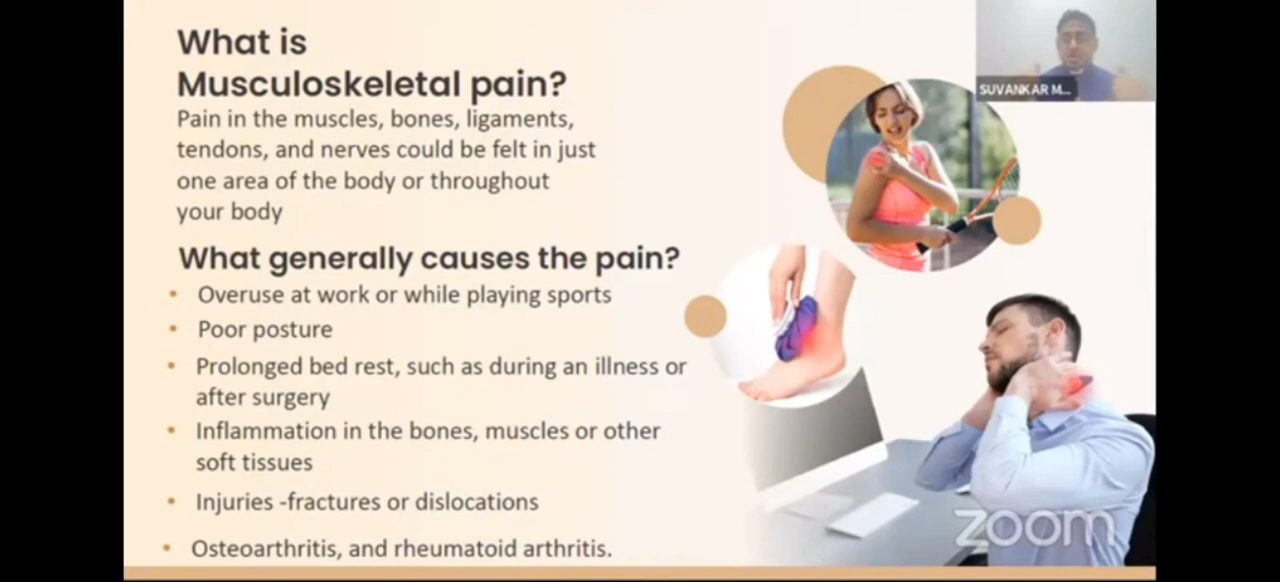 What is
Musculoskeletal pain?
Pain in the muscles, bones, ligaments,
tendons, and nerves could be felt in just
one area of the body or throughout
your body
What generally causes the pain?
• Overuse at work or while playing sports
• Poor posture
• Prolonged bed rest, such as during an illness or
after surgery
• Inflammation in the bones, muscles or other
soft tissues
• Injuries -fractures or dislocations
• Osteoarthritis, and rheumatoid arthritis.
SUVANKAR M...
zoom